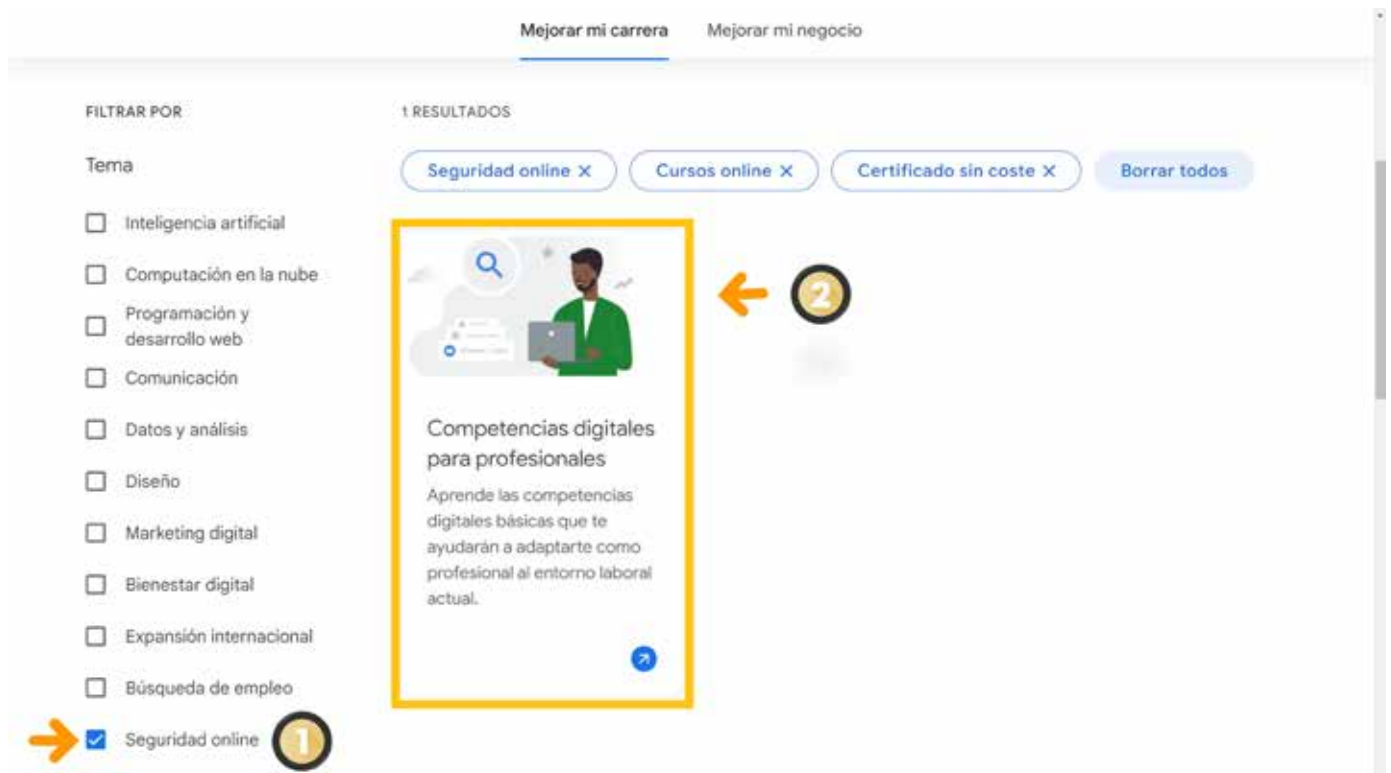 Mejorar mi carrera Mejorar mi negocio
FILTRAR POR
Tema
Inteligencia artificial
Computación en la nube
Programación y
desarrollo web
Comunicación
Datos y análisis
Diseño
Marketing digital
Bienestar digital
Expansión internacional
Búsqueda de empleo
Seguridad online
1
1 RESULTADOS
Seguridad online X Cursos online X Certificado sin coste X Borrar todos
Competencias digitales
para profesionales
Aprende las competencias
digitales básicas que te
ayudarán a adaptarte como
profesional al entorno laboral
actual.
2